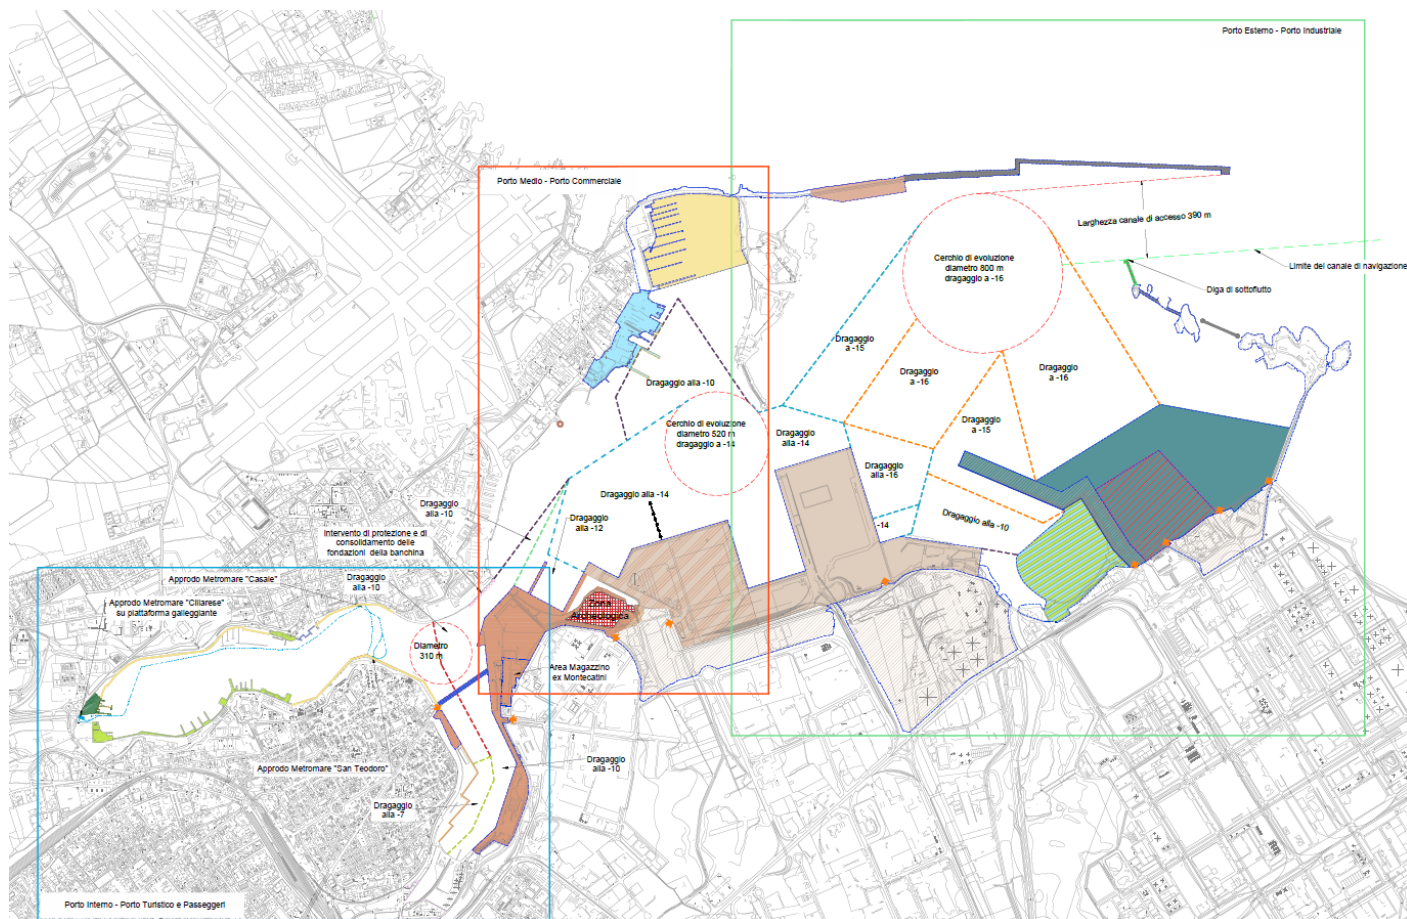 Porto Esterno - Porto Industriale
Porto Medio - Porto Commerciale
Larghezza canale di accesso 390 m
Cerchio di evoluzione
diametro 800 m
dragaggio a -16
Limite del canale di navigazione
Diga di sottoflutto
Dragaggio
a -15
Dragaggio
a -16
Dragaggio
a -16
Dragaggio alla -10
Cerchio di evoluzione
diametro 520 m
dragaggio a -14
Dragaggio
a -15
Dragaggio
alla -14
Dragaggio
alla -16
Dragaggio alla -14
Dragaggio
alla -10
Dragaggio
alla -12
-14
Dragaggio alla -10
Intervento di protezione e di
consolidamento delle
fondazioni della banchina
Approdo Metromare "Casale"
Dragaggio
alla -10
Approdo Metromare "Ciliarese"
su piattaforma galleggiante
Zona
Archeologica
Diametro
310 m
Area Magazzino
ex Montecatini
Approdo Metromare "San Teodoro"
Dragaggio
alla -10
Dragaggio
alla -7
Porto Interno - Porto Turistico e Passeggeri